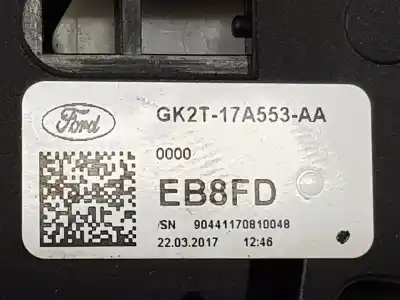 Ford
GK2T-17A553-AA
0000
EB8FD
/SN 90441170810048
22.03.2017 12:46